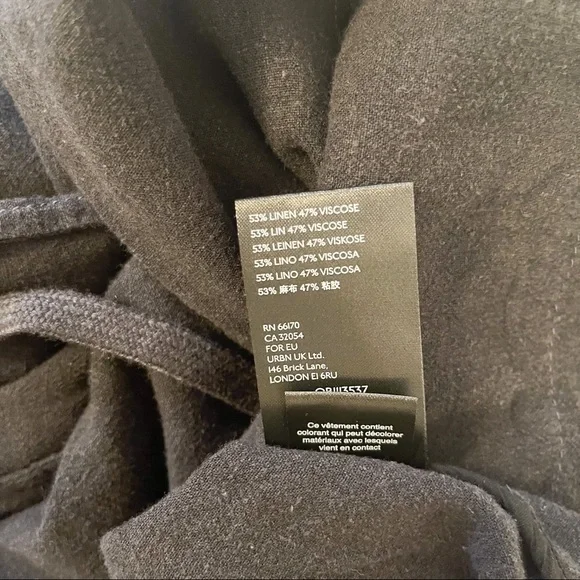 53% LINEN 47% VISCOSE
53% LIN 47% VISCOSE
53% LEINEN 47% VISKOSE
53% LINO 47% VISCOSA
53% LINO 47% VISCOSA
53% 麻布 47% 粘胶
RN 66170
CA 32054
FOR EU
URBN UK Ltd.
146 Brick Lane,
LONDON E1 6RU
Ce vêtement contient
colorant qui peut décolorer
matériaux avec lesquels
vient en contact